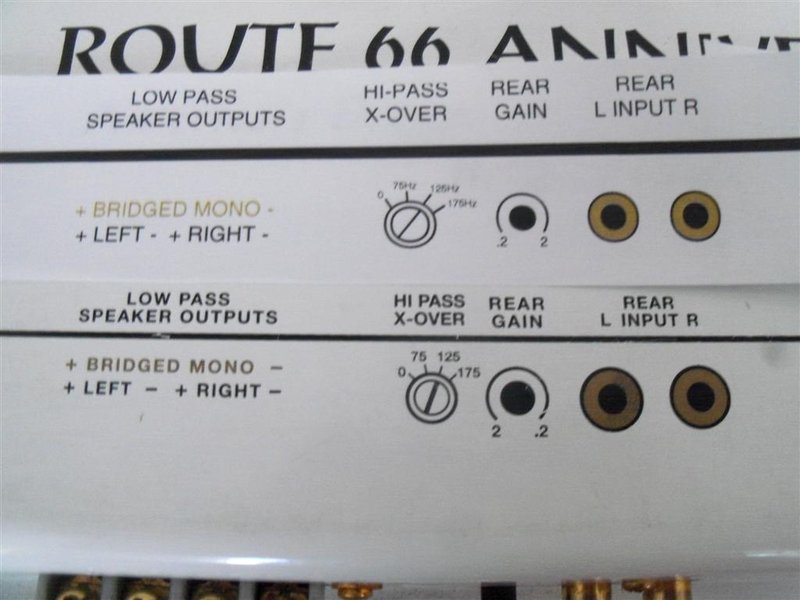 ROUTE 66
LOW PASS
SPEAKER OUTPUTS
HI-PASS
X-OVER
REAR
GAIN
REAR
L INPUT R
0 75Hz 125Hz 175Hz
+ BRIDGED MONO -
+ LEFT - + RIGHT -
.2 2
LOW PASS
SPEAKER OUTPUTS
HI PASS
X-OVER
REAR
GAIN
REAR
L INPUT R
+ BRIDGED MONO –
+ LEFT – + RIGHT –
75 125
0 175
2 .2